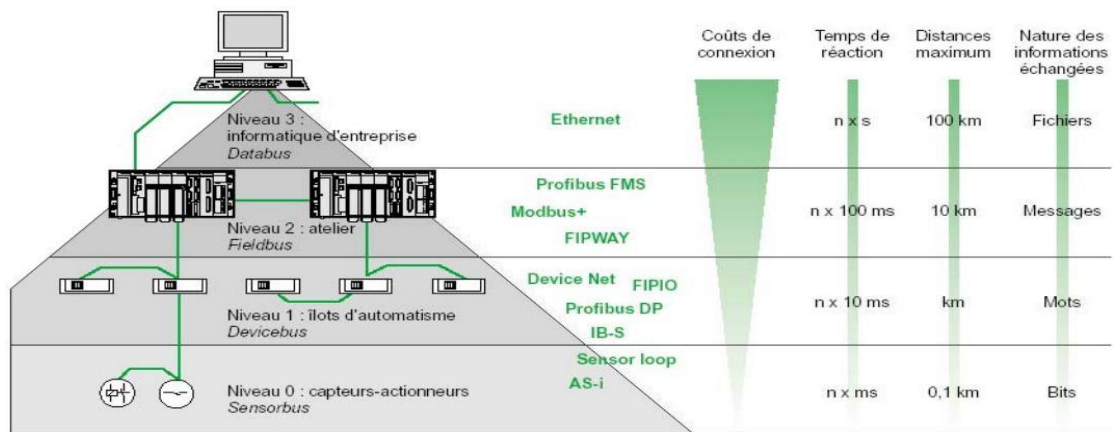 Coûts de
connexion
Temps de
réaction
Distances
maximum
Nature des
informations
échangées
Niveau 3 :
informatique d'entreprise
Databus
Ethernet
n x s
100 km
Fichiers
Profibus FMS
Modbus+
FIPWAY
Niveau 2 : atelier
Fieldbus
n x 100 ms
10 km
Messages
Device Net
FIPIO
Profibus DP
IB-S
Niveau 1 : îlots d'automatisme
Devicebus
n x 10 ms
km
Mots
Sensor loop
AS-i
Niveau 0 : capteurs-actionneurs
Sensorbus
n x ms
0,1 km
Bits